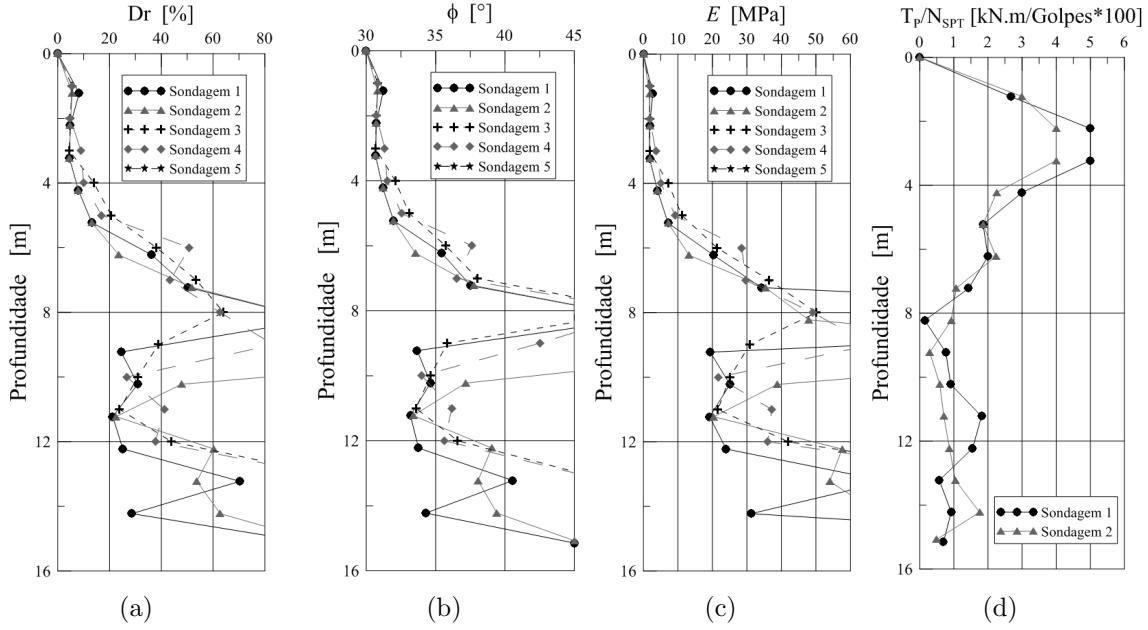 Dr [%]
0 20 40 60 80
0
4
8
12
16
Profundidade [m]
Sondagem 1
Sondagem 2
Sondagem 3
Sondagem 4
Sondagem 5
(a)
ϕ [°]
30 35 40 45
0
4
8
12
16
Profundidade [m]
Sondagem 1
Sondagem 2
Sondagem 3
Sondagem 4
Sondagem 5
(b)
E [MPa]
0 10 20 30 40 50 60
0
4
8
12
16
Profundidade [m]
Sondagem 1
Sondagem 2
Sondagem 3
Sondagem 4
Sondagem 5
(c)
TP/NSPT [kN.m/Golpes*100]
0 1 2 3 4 5 6
0
4
8
12
16
Profundidade [m]
Sondagem 1
Sondagem 2
(d)